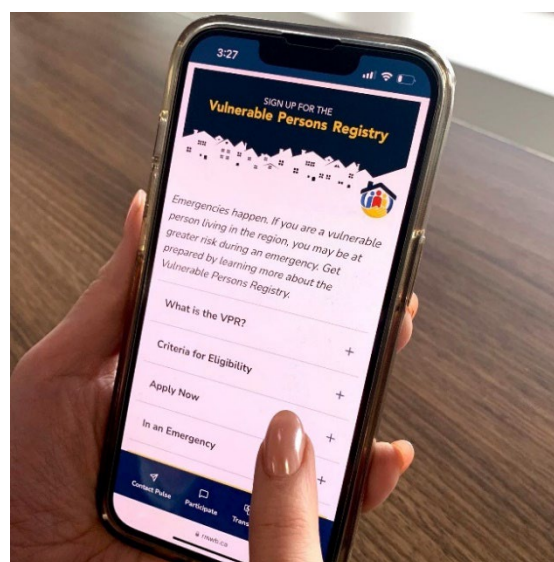 3:27
SIGN UP FOR THE
Vulnerable Persons Registry
Emergencies happen. If you are a vulnerable
person living in the region, you may be at
greater risk during an emergency. Get
prepared by learning more about the
Vulnerable Persons Registry.
What is the VPR?
+
Criteria for Eligibility
+
Apply Now
+
In an Emergency
+
Contact Pulse
Participate